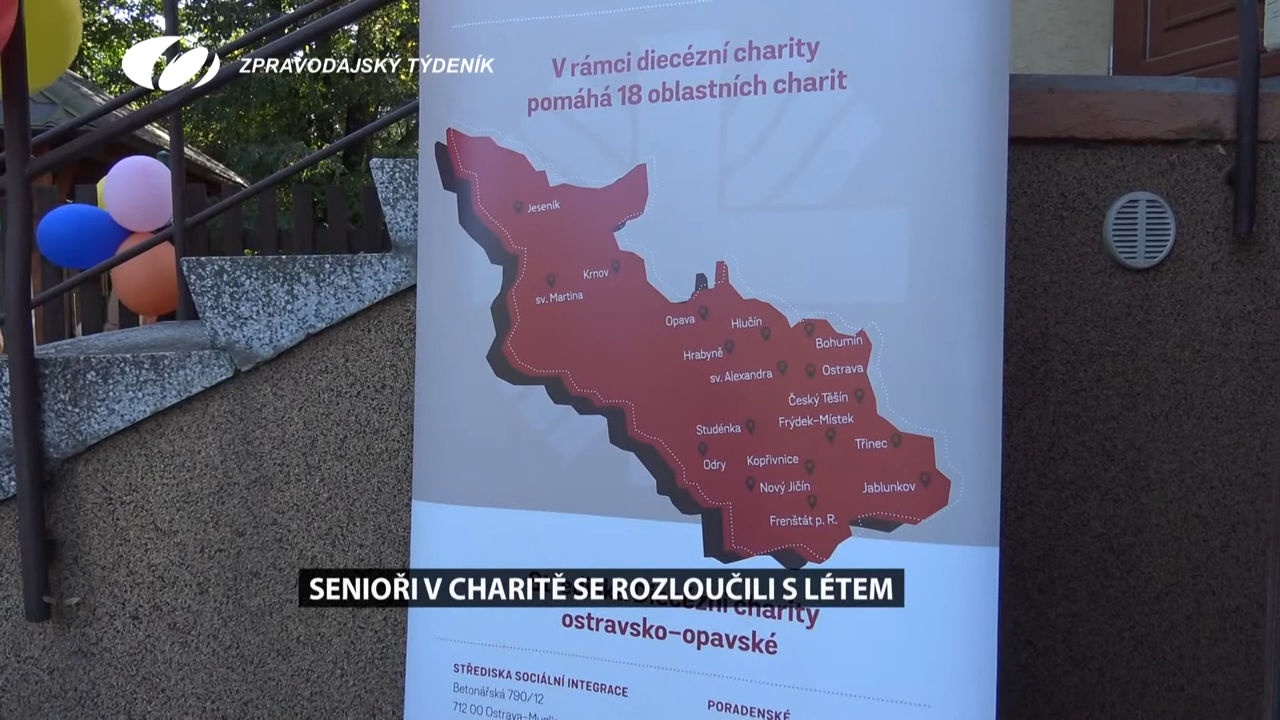 ZPRAVODAJSKÝ TÝDENÍK
V rámci diecézní charity
pomáhá 18 oblastních charit
Jeseník
Krnov
sv. Martina
Opava
Hlučín
Bohumín
Hrabyně
Ostrava
sv. Alexandra
Český Těšín
Frýdek-Místek
Studénka
Třinec
Odry
Kopřivnice
Nový Jičín
Jablunkov
Frenštát p. R.
SENIOŘI V CHARITĚ SE ROZLOUČILI S LÉTEM
charity
ostravsko-opavské
STŘEDISKA SOCIÁLNÍ INTEGRACE
Betonářská 790/12
PORADENSKÉ
712 00 Ostrava-